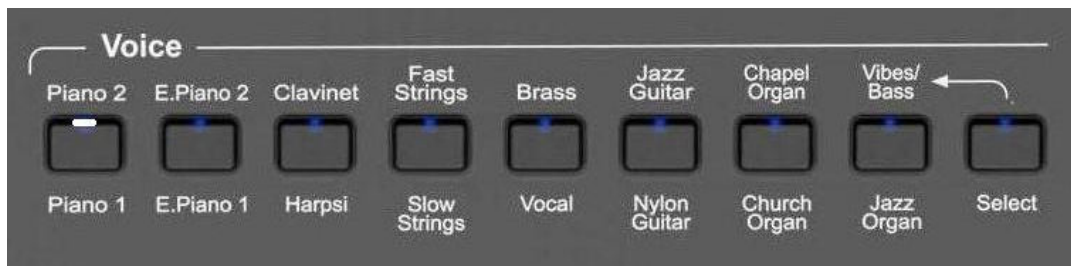 Voice
Piano 2 E.Piano 2 Clavinet Fast Strings Brass Jazz Guitar Chapel Organ Vibes/ Bass
Piano 1 E.Piano 1 Harpsi Slow Strings Vocal Nylon Guitar Church Organ Jazz Organ Select